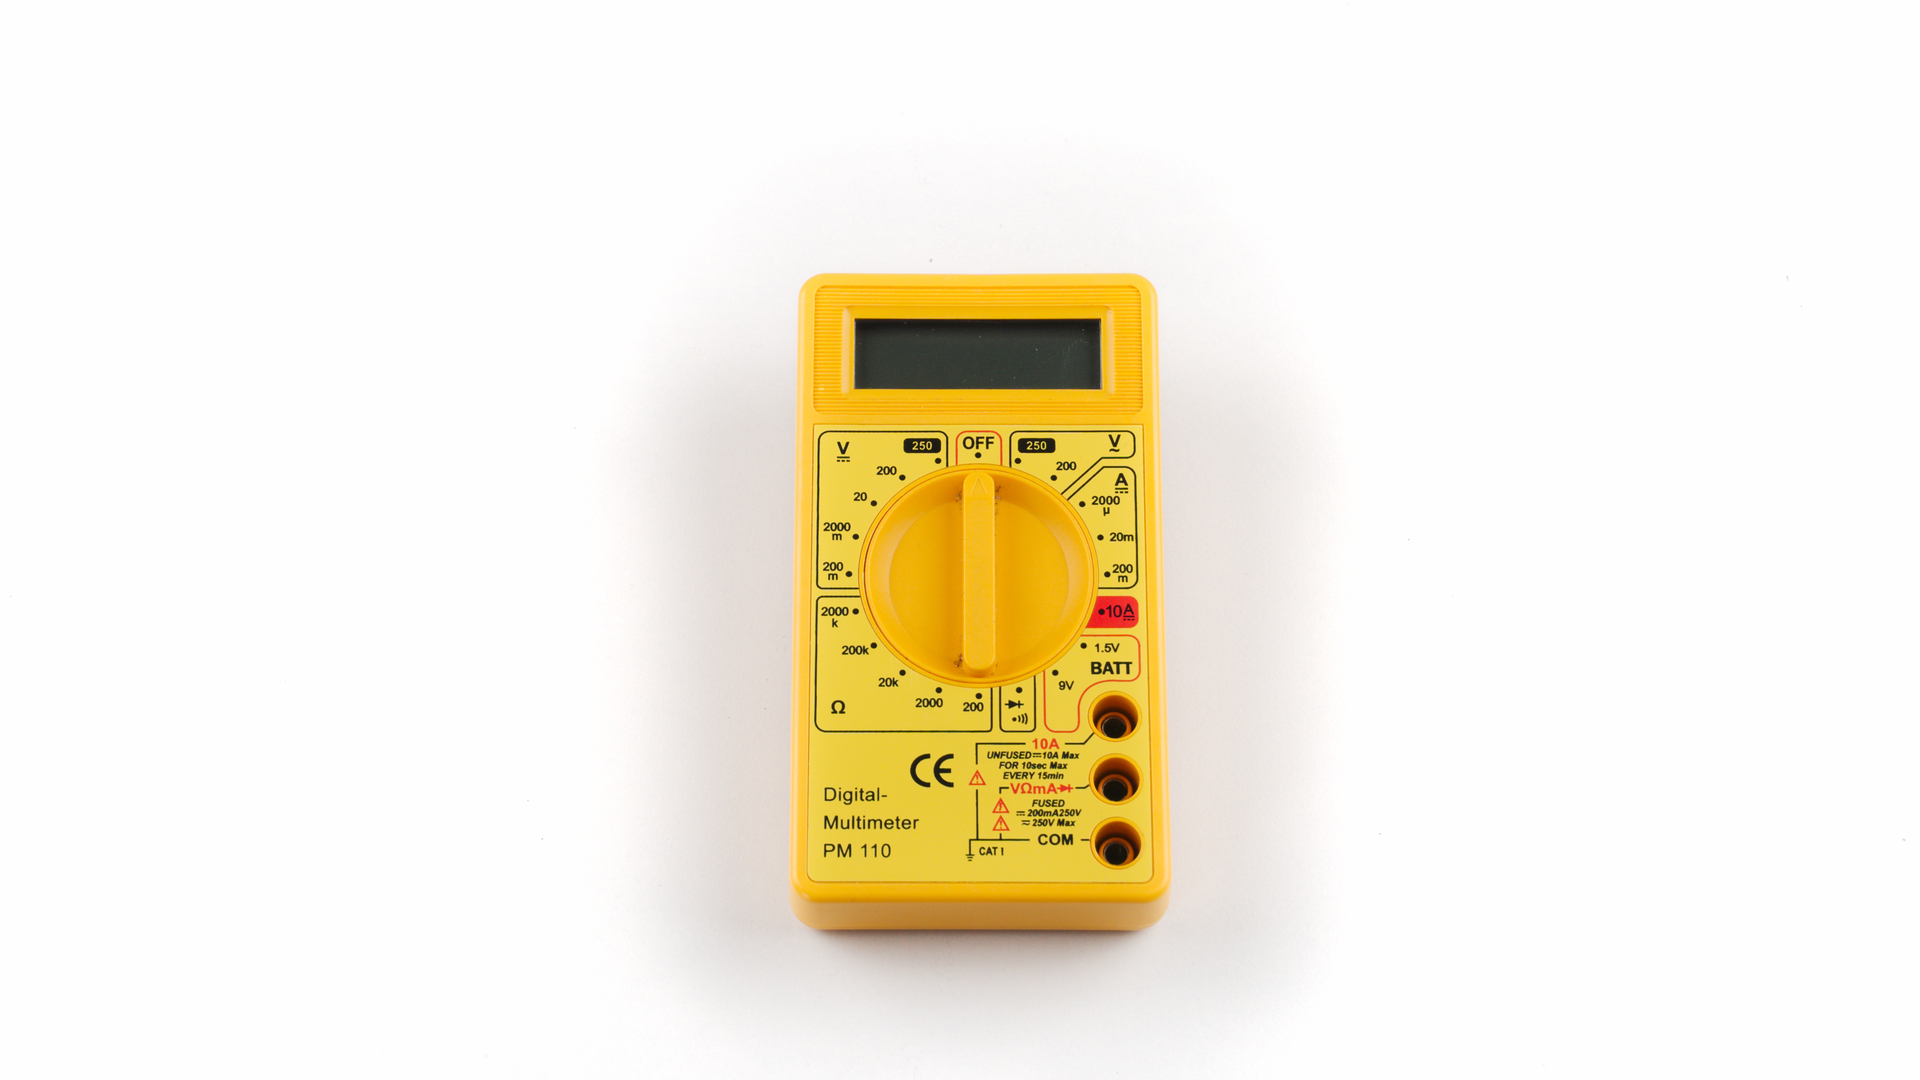 V 250 OFF 250 V
200 200
A
20 2000
µ
2000
m 20m
200
m 200
m
2000
k 10A
200k 1.5V
BATT
20k 9V
Ω 2000 200
10A
UNFUSED 10A Max
FOR 10sec Max
EVERY 15min
CE
VΩmA
Digital-
FUSED
200mA250V
250V Max
Multimeter
COM
PM 110
CAT I